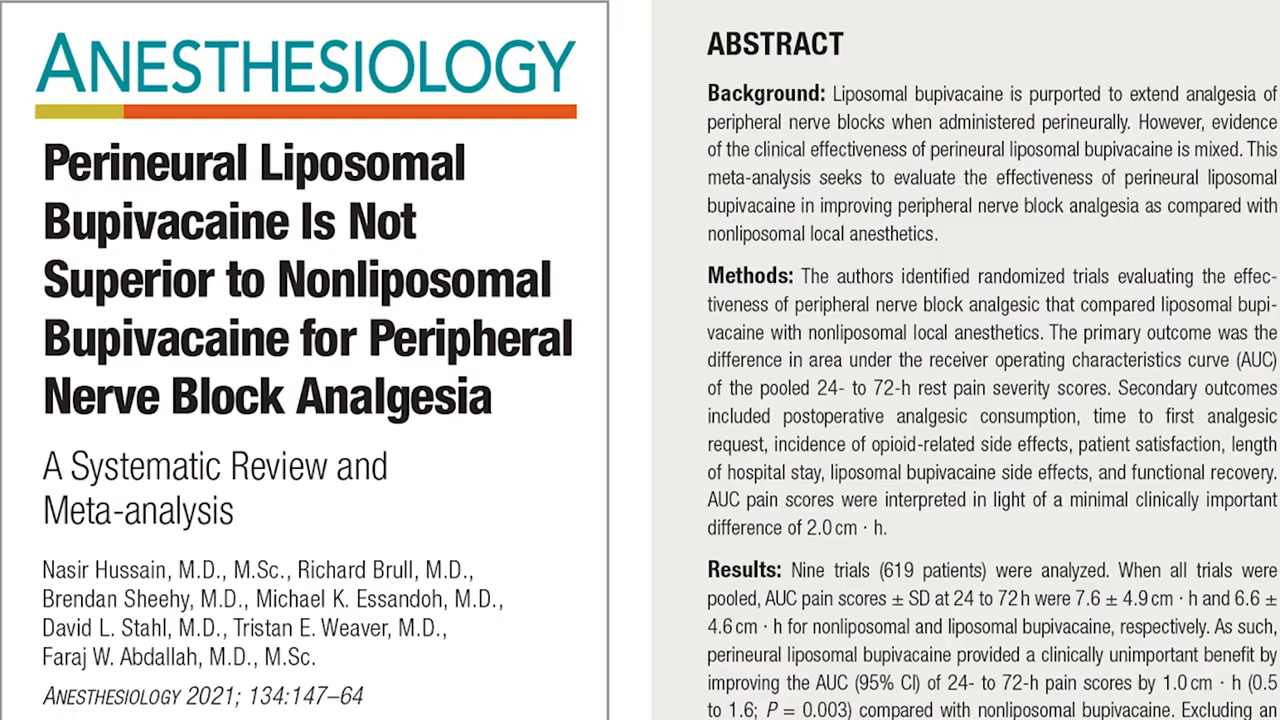 ANESTHESIOLOGY
Perineural Liposomal
Bupivacaine Is Not
Superior to Nonliposomal
Bupivacaine for Peripheral
Nerve Block Analgesia
A Systematic Review and
Meta-analysis
Nasir Hussain, M.D., M.Sc., Richard Brull, M.D.,
Brendan Sheehy, M.D., Michael K. Essandoh, M.D.,
David L. Stahl, M.D., Tristan E. Weaver, M.D.,
Faraj W. Abdallah, M.D., M.Sc.
ANESTHESIOLOGY 2021; 134:147–64
ABSTRACT
Background: Liposomal bupivacaine is purported to extend analgesia of
peripheral nerve blocks when administered perineurally. However, evidence
of the clinical effectiveness of perineural liposomal bupivacaine is mixed. This
meta-analysis seeks to evaluate the effectiveness of perineural liposomal
bupivacaine in improving peripheral nerve block analgesia as compared with
nonliposomal local anesthetics.
Methods: The authors identified randomized trials evaluating the effec-
tiveness of peripheral nerve block analgesic that compared liposomal bupi-
vacaine with nonliposomal local anesthetics. The primary outcome was the
difference in area under the receiver operating characteristics curve (AUC)
of the pooled 24- to 72-h rest pain severity scores. Secondary outcomes
included postoperative analgesic consumption, time to first analgesic
request, incidence of opioid-related side effects, patient satisfaction, length
of hospital stay, liposomal bupivacaine side effects, and functional recovery.
AUC pain scores were interpreted in light of a minimal clinically important
difference of 2.0 cm · h.
Results: Nine trials (619 patients) were analyzed. When all trials were
pooled, AUC pain scores ± SD at 24 to 72 h were 7.6 ± 4.9 cm · h and 6.6 ±
4.6 cm · h for nonliposomal and liposomal bupivacaine, respectively. As such,
perineural liposomal bupivacaine provided a clinically unimportant benefit by
improving the AUC (95% CI) of 24- to 72-h pain scores by 1.0 cm · h (0.5
to 1.6; P = 0.003) compared with nonliposomal bupivacaine. Excluding an